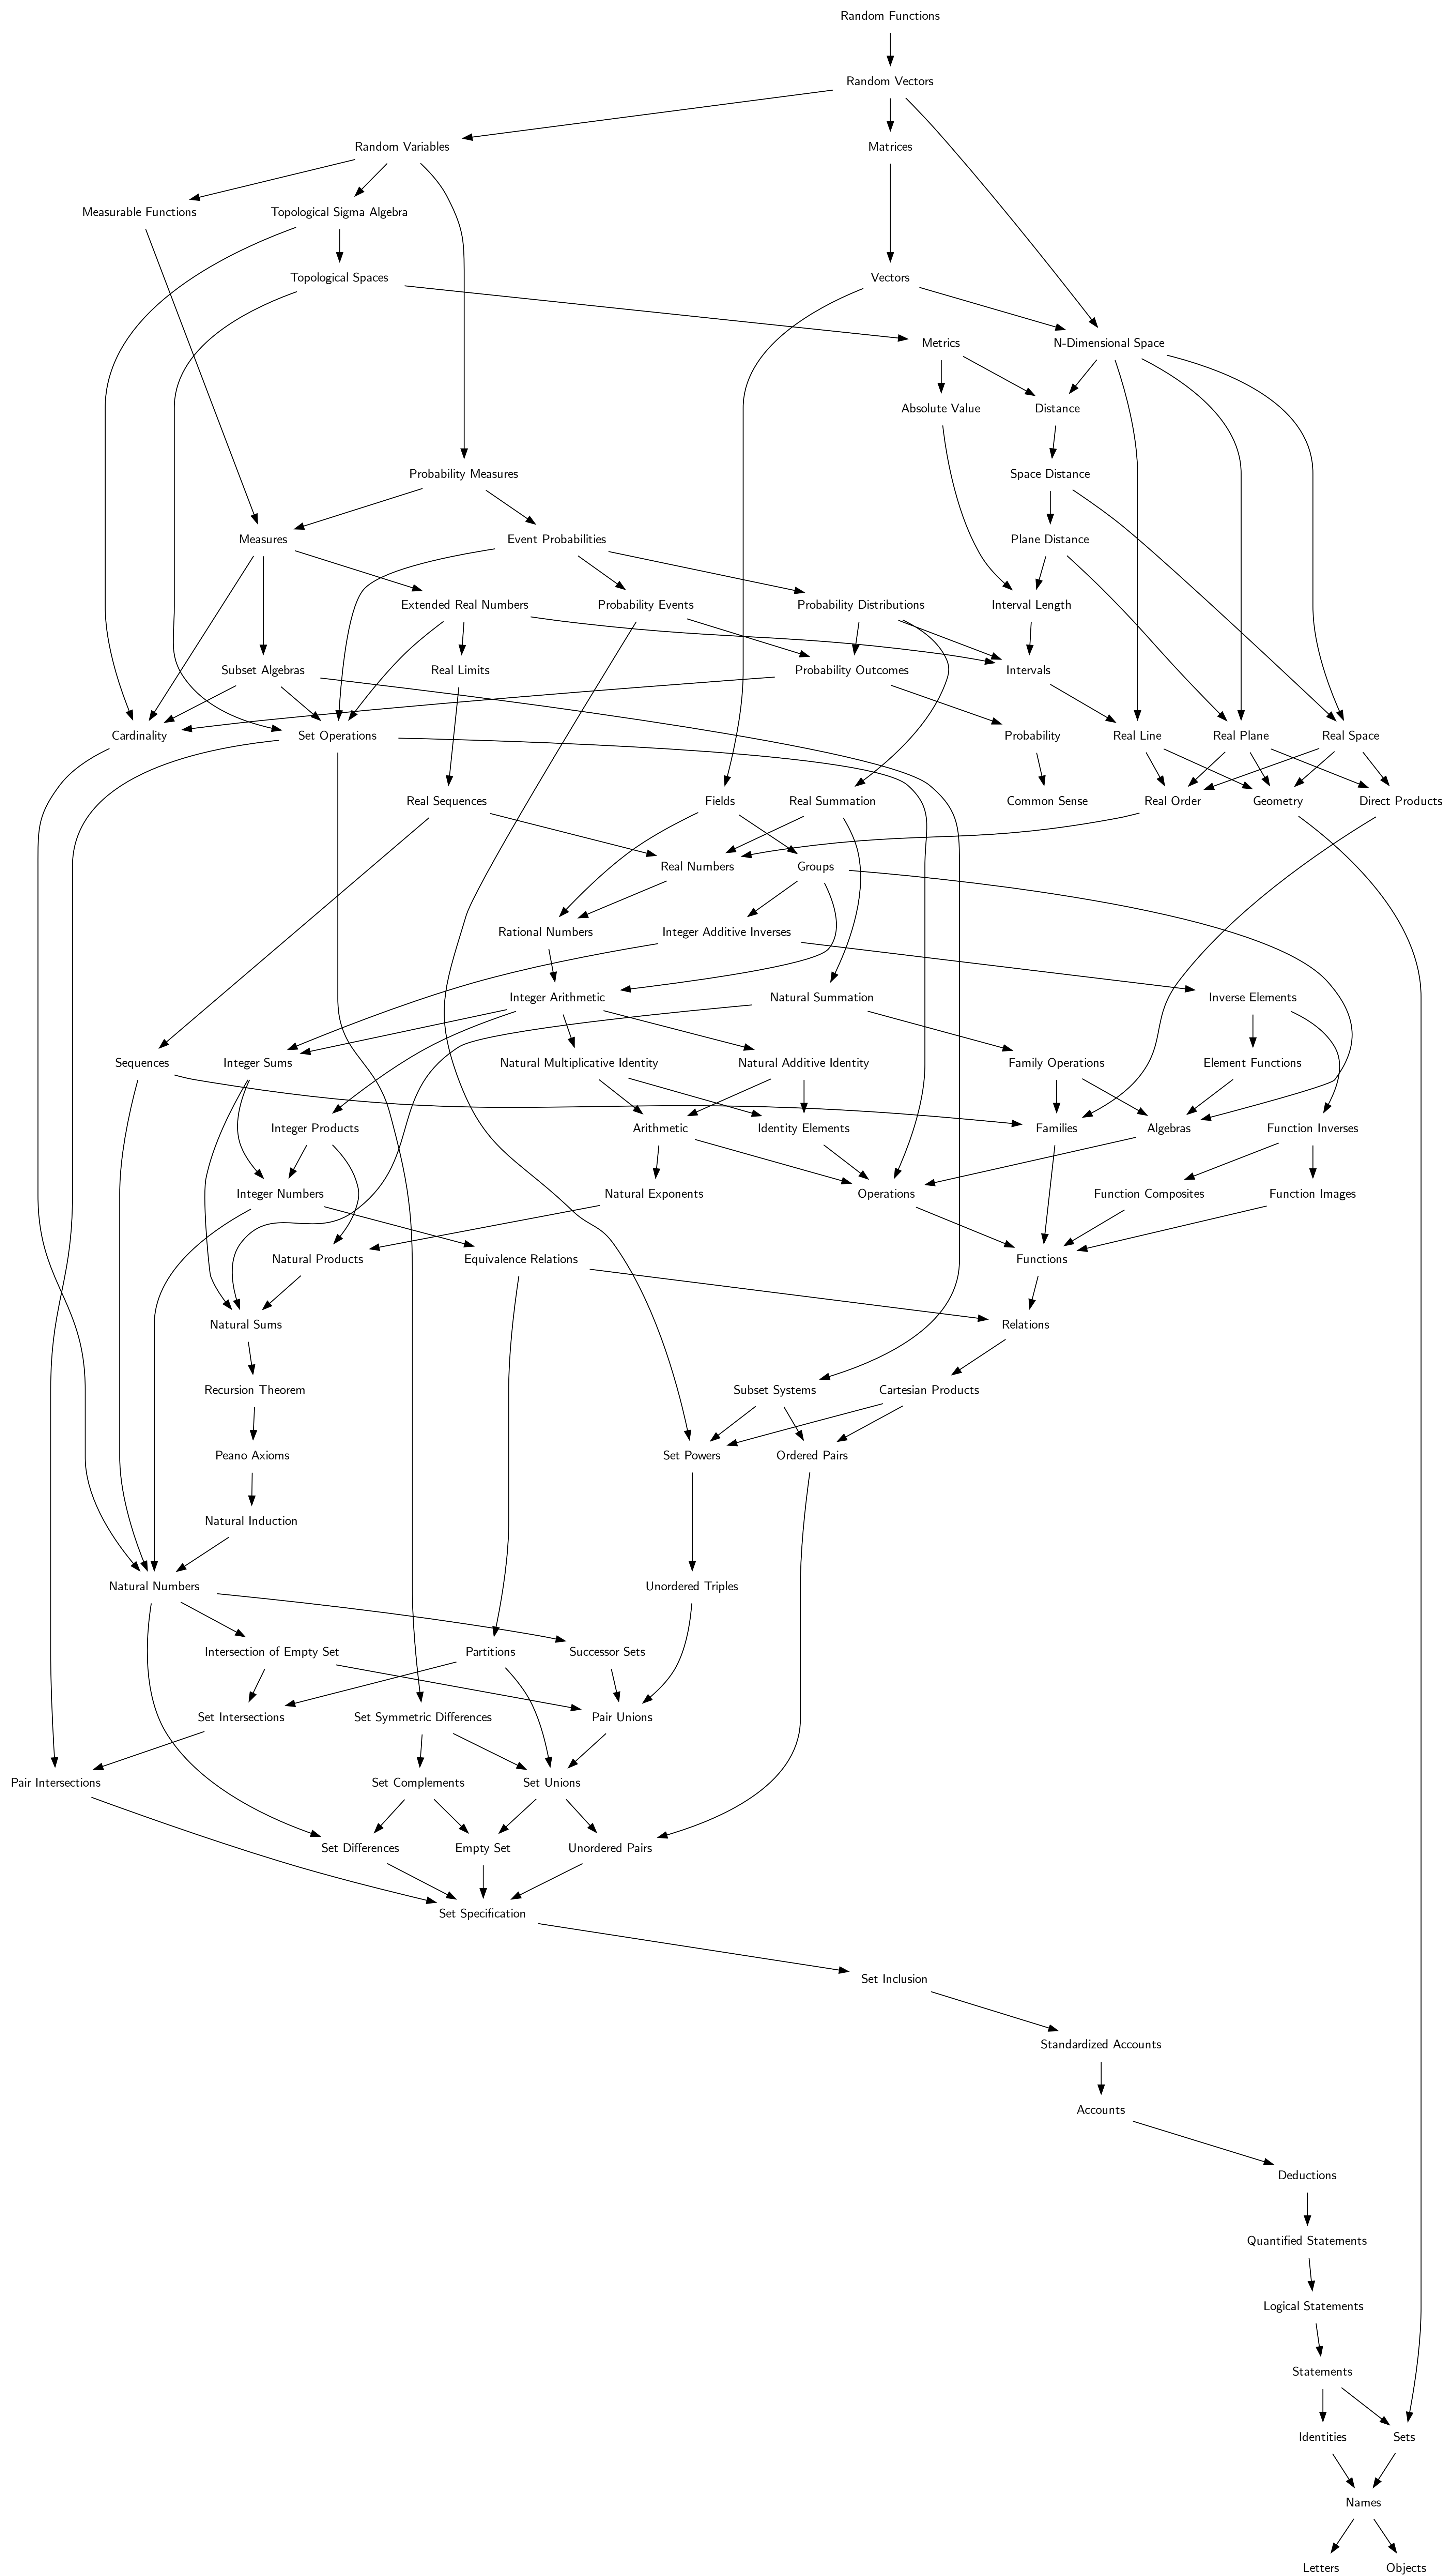 Random Functions
Random Vectors
Random Variables
Matrices
Measurable Functions
Topological Sigma Algebra
Topological Spaces
Vectors
Metrics
N-Dimensional Space
Absolute Value
Distance
Probability Measures
Space Distance
Measures
Event Probabilities
Plane Distance
Extended Real Numbers
Probability Events
Probability Distributions
Interval Length
Subset Algebras
Real Limits
Probability Outcomes
Intervals
Cardinality
Set Operations
Probability
Real Line
Real Plane
Real Space
Real Sequences
Fields
Real Summation
Common Sense
Real Order
Geometry
Direct Products
Real Numbers
Groups
Rational Numbers
Integer Additive Inverses
Integer Arithmetic
Natural Summation
Inverse Elements
Sequences
Integer Sums
Natural Multiplicative Identity
Natural Additive Identity
Family Operations
Element Functions
Integer Products
Arithmetic
Identity Elements
Families
Algebras
Function Inverses
Integer Numbers
Natural Exponents
Operations
Function Composites
Function Images
Natural Products
Equivalence Relations
Functions
Natural Sums
Relations
Recursion Theorem
Subset Systems
Cartesian Products
Peano Axioms
Set Powers
Ordered Pairs
Natural Induction
Natural Numbers
Unordered Triples
Intersection of Empty Set
Partitions
Successor Sets
Set Intersections
Set Symmetric Differences
Pair Unions
Pair Intersections
Set Complements
Set Unions
Set Differences
Empty Set
Unordered Pairs
Set Specification
Set Inclusion
Standardized Accounts
Accounts
Deductions
Quantified Statements
Logical Statements
Statements
Identities
Sets
Names
Letters
Objects